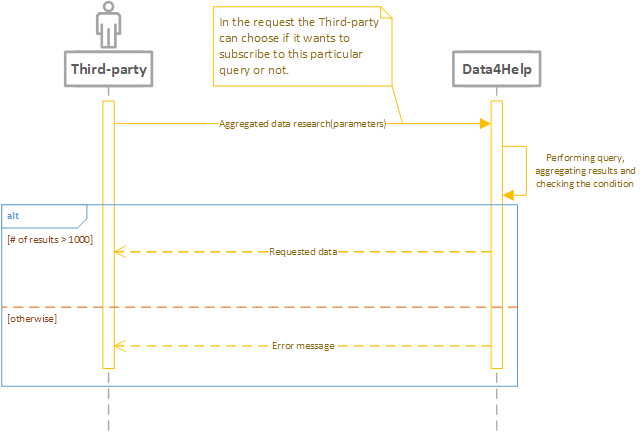 In the request the Third-party
can choose if it wants to
subscribe to this particular
query or not.
Third-party
Data4Help
Aggregated data research(parameters)
Performing query,
aggregating results and
checking the condition
alt
[# of results > 1000]
Requested data
[otherwise]
Error message